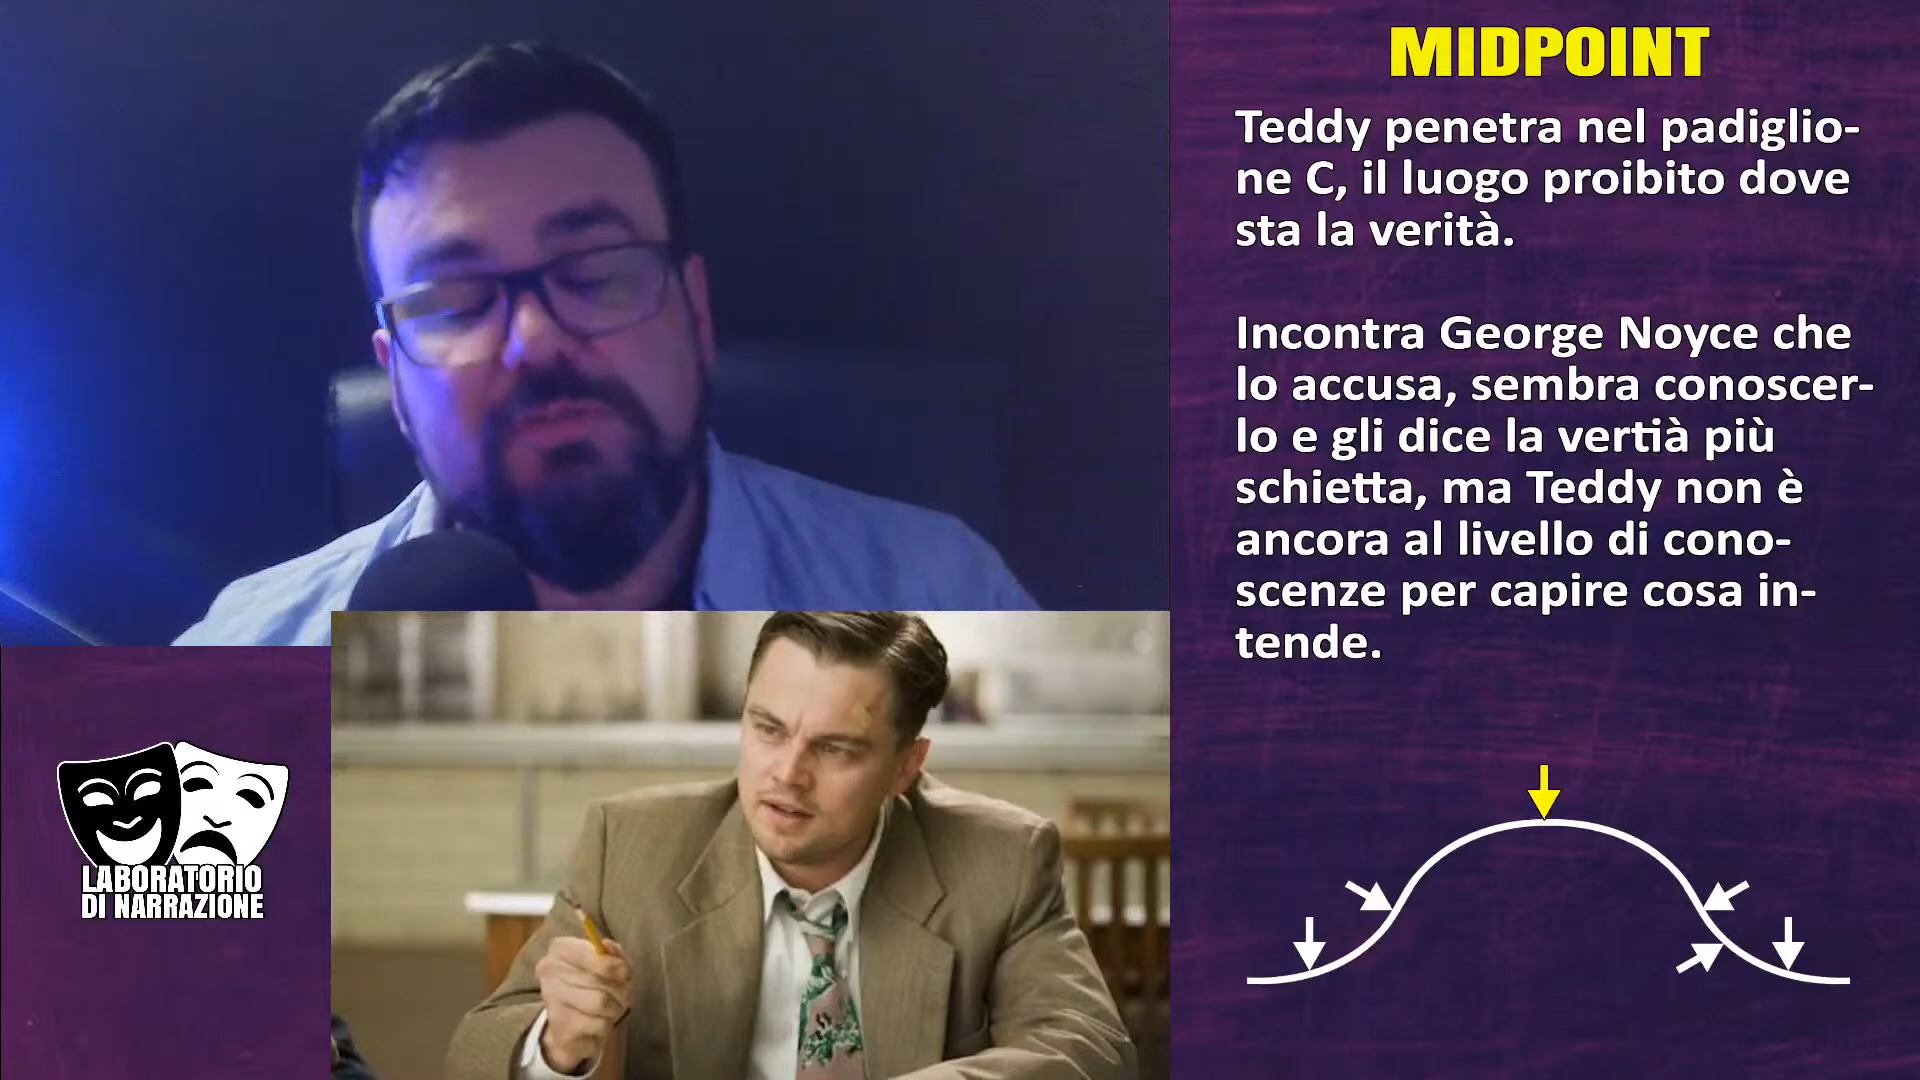 MIDPOINT
Teddy penetra nel padiglio-
ne C, il luogo proibito dove
sta la verità.
Incontra George Noyce che
lo accusa, sembra conoscer-
lo e gli dice la vertià più
schietta, ma Teddy non è
ancora al livello di cono-
scenze per capire cosa in-
tende.
LABORATORIO
DI NARRAZIONE